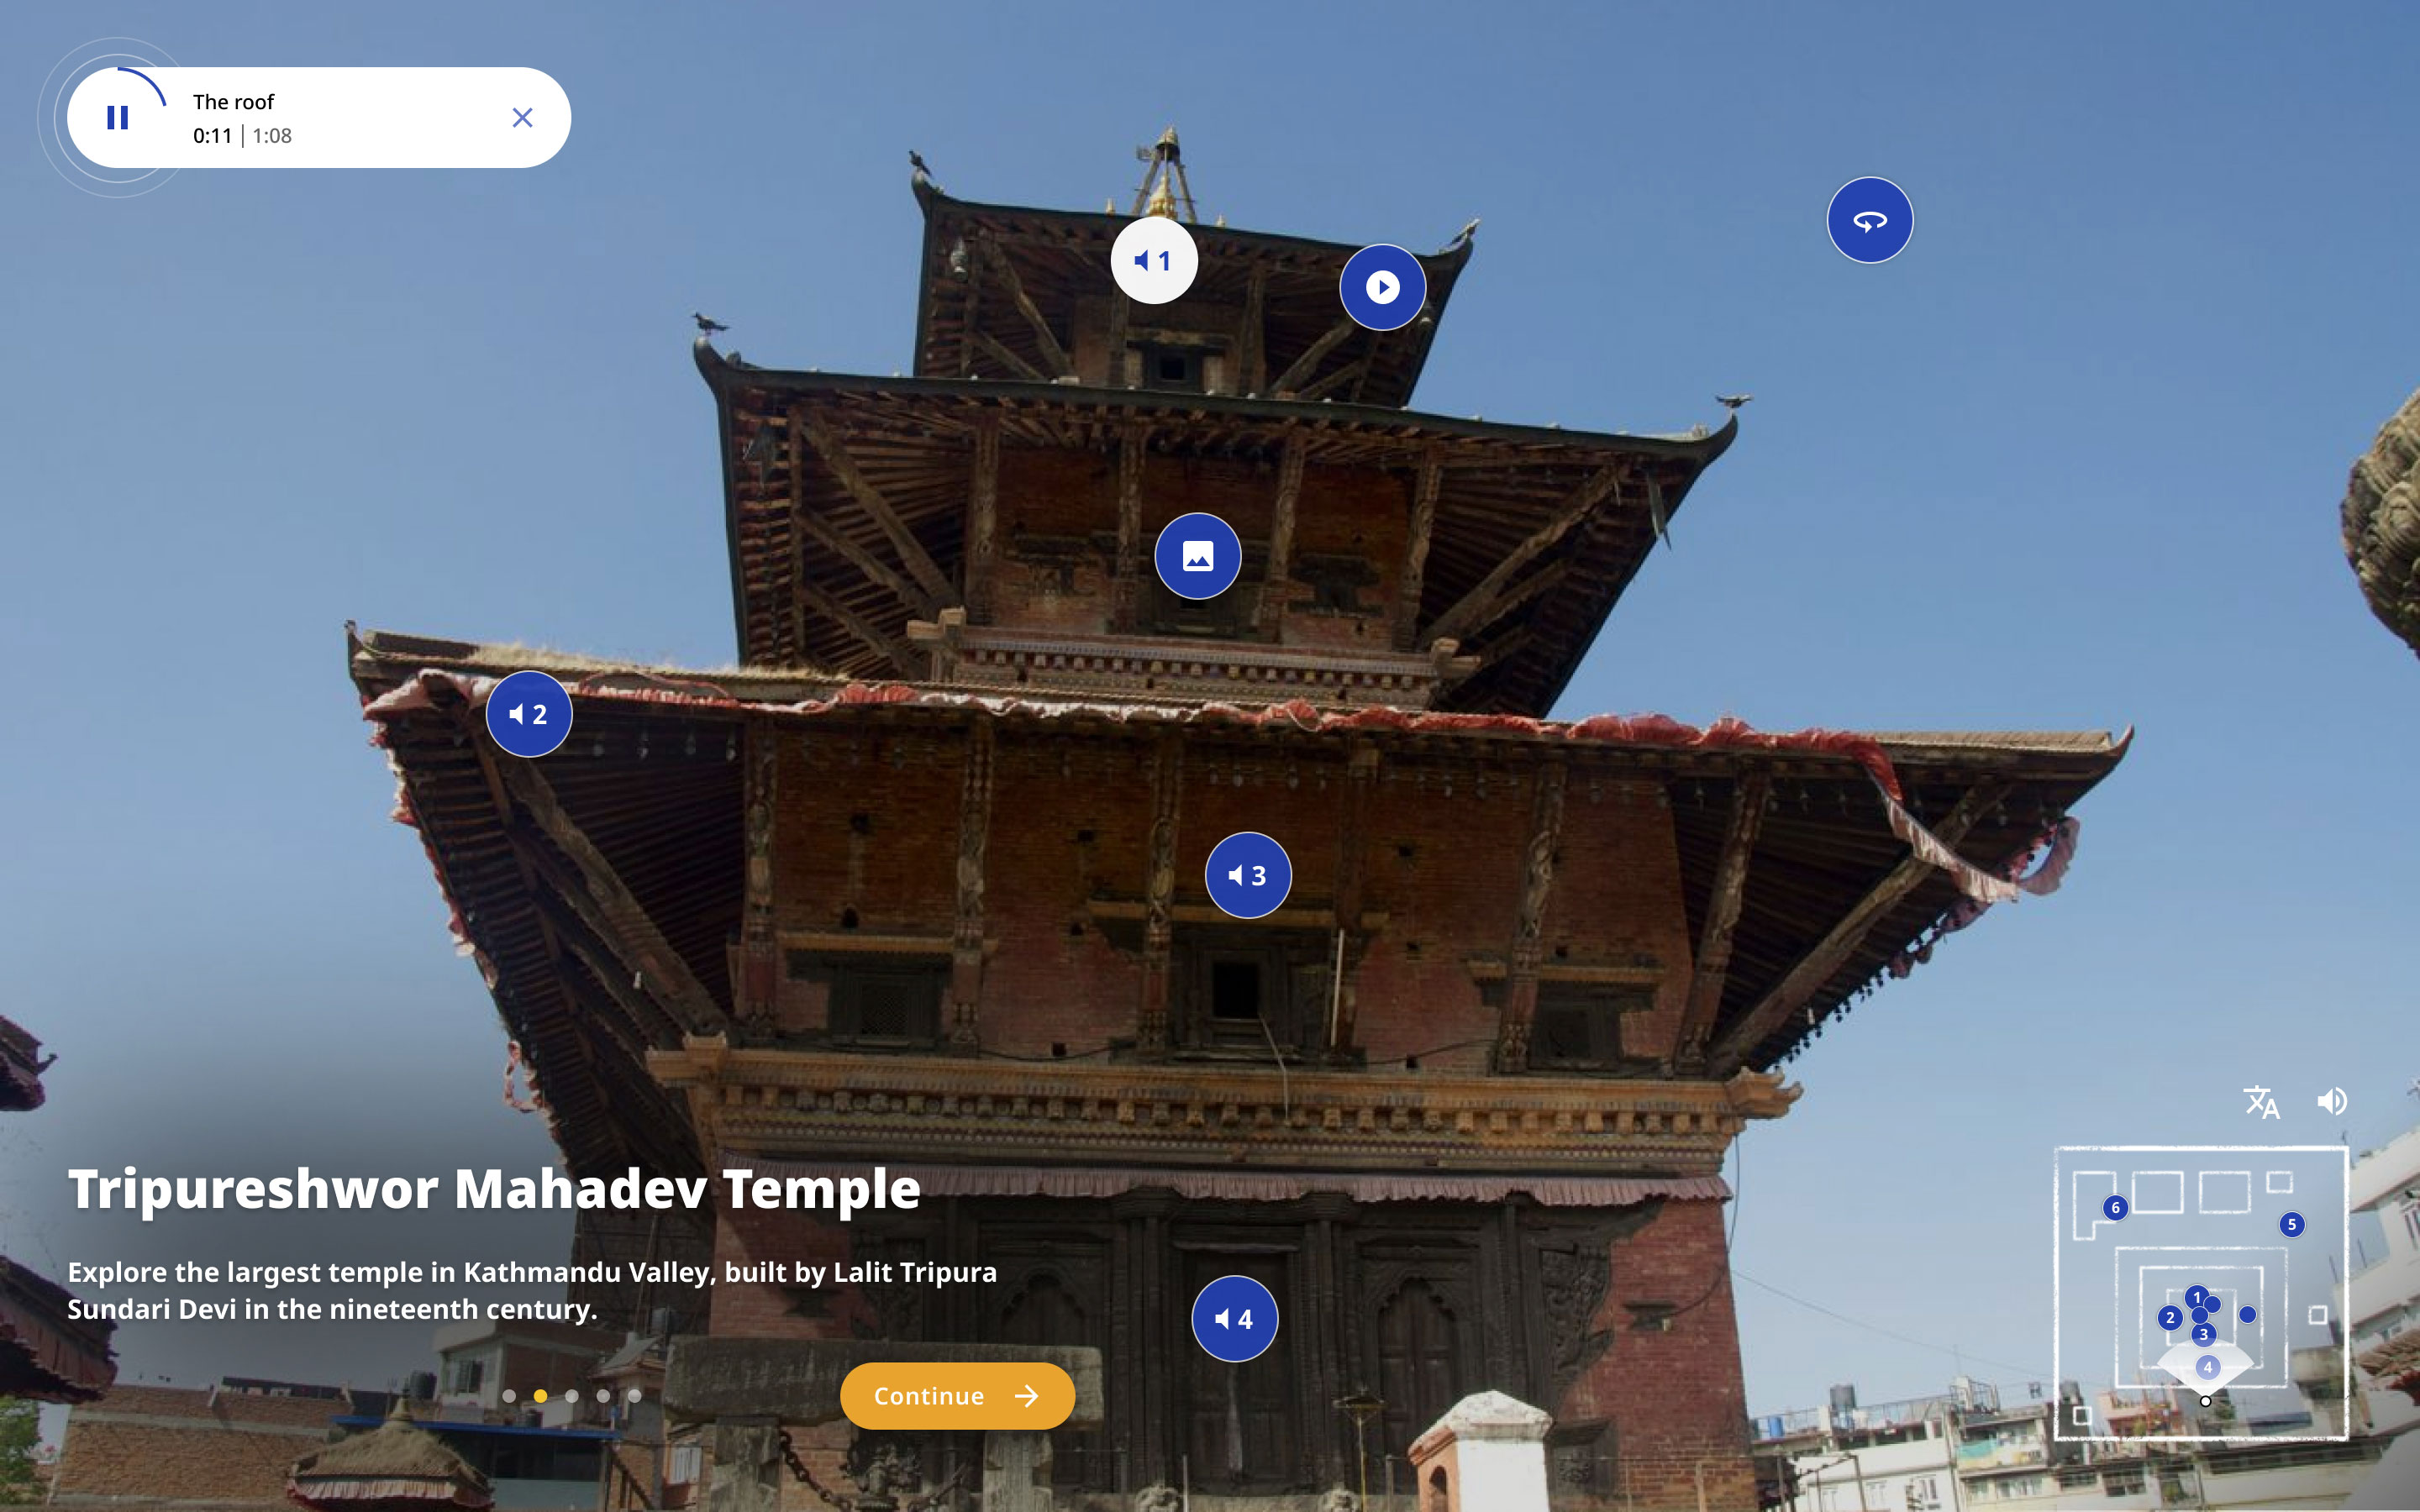 The roof
0:11 | 1:08
1
2
3
4
Tripureshwor Mahadev Temple
Explore the largest temple in Kathmandu Valley, built by Lalit Tripura
Sundari Devi in the nineteenth century.
Continue
6
5
1
2
3
4